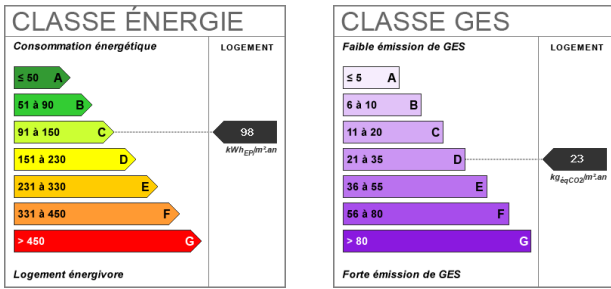 CLASSE ÉNERGIE
Consommation énergétique
LOGEMENT
≤ 50 A
51 à 90 B
91 à 150 C
98
kWhEP/m².an
151 à 230 D
231 à 330 E
331 à 450 F
> 450 G
Logement énergivore
CLASSE GES
Faible émission de GES
LOGEMENT
≤ 5 A
6 à 10 B
11 à 20 C
21 à 35 D
23
kgéqCO2/m².an
36 à 55 E
56 à 80 F
> 80 G
Forte émission de GES